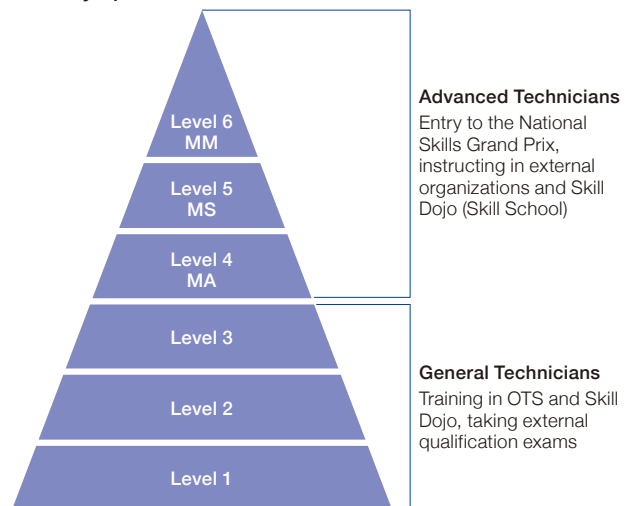 Level 6
MM
Level 5
MS
Level 4
MA
Level 3
Level 2
Level 1
Advanced Technicians
Entry to the National
Skills Grand Prix,
instructing in external
organizations and Skill
Dojo (Skill School)
General Technicians
Training in OTS and Skill
Dojo, taking external
qualification exams